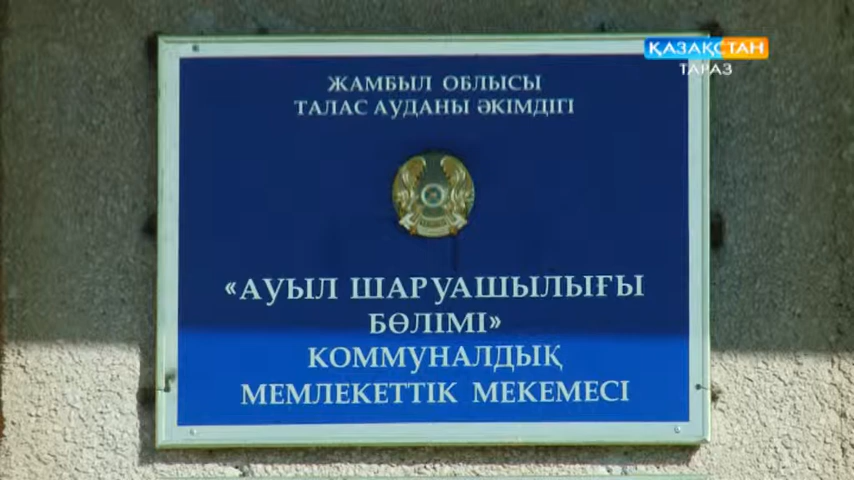 ҚАЗАҚСТАН
ТАРАЗ
ЖАМБЫЛ ОБЛЫСЫ
ТАЛАС АУДАНЫ ӘКІМДІГІ
«АУЫЛ ШАРУАШЫЛЫҒЫ
БӨЛІМІ»
КОММУНАЛДЫҚ
МЕМЛЕКЕТТІК МЕКЕМЕСІ